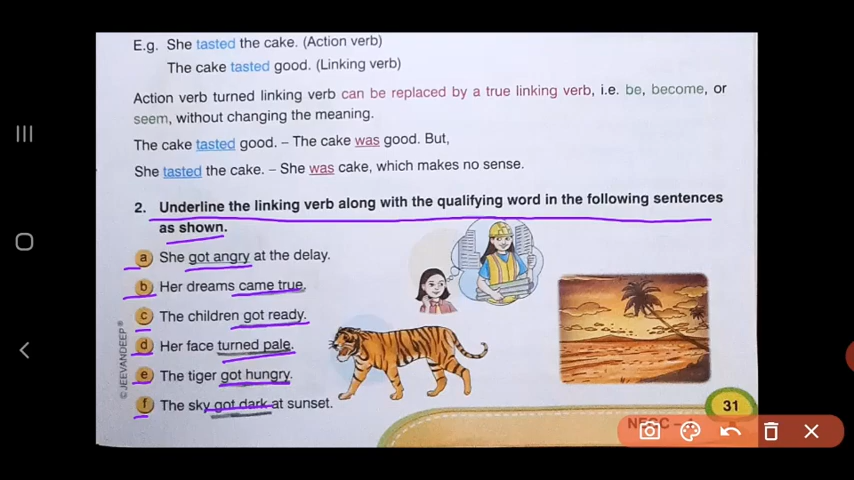 E.g. She tasted the cake. (Action verb)
The cake tasted good. (Linking verb)
Action verb turned linking verb can be replaced by a true linking verb, i.e. be, become, or
seem, without changing the meaning.
The cake tasted good. – The cake was good. But,
She tasted the cake. – She was cake, which makes no sense.
2. Underline the linking verb along with the qualifying word in the following sentences
as shown.
a She got angry at the delay.
b Her dreams came true.
c The children got ready.
d Her face turned pale.
e The tiger got hungry.
f The sky got dark at sunset.
©JEEVANDEEP®
31